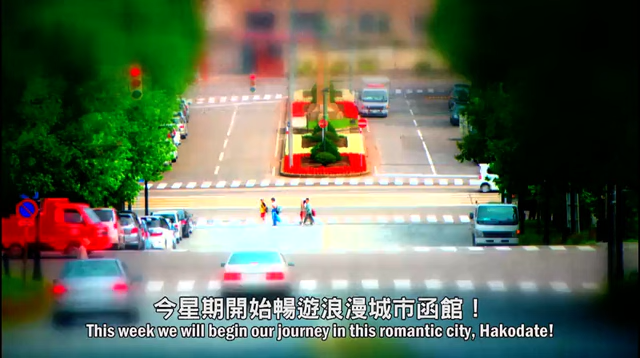 今星期開始暢遊浪漫城市函館！
This week we will begin our journey in this romantic city, Hakodate!